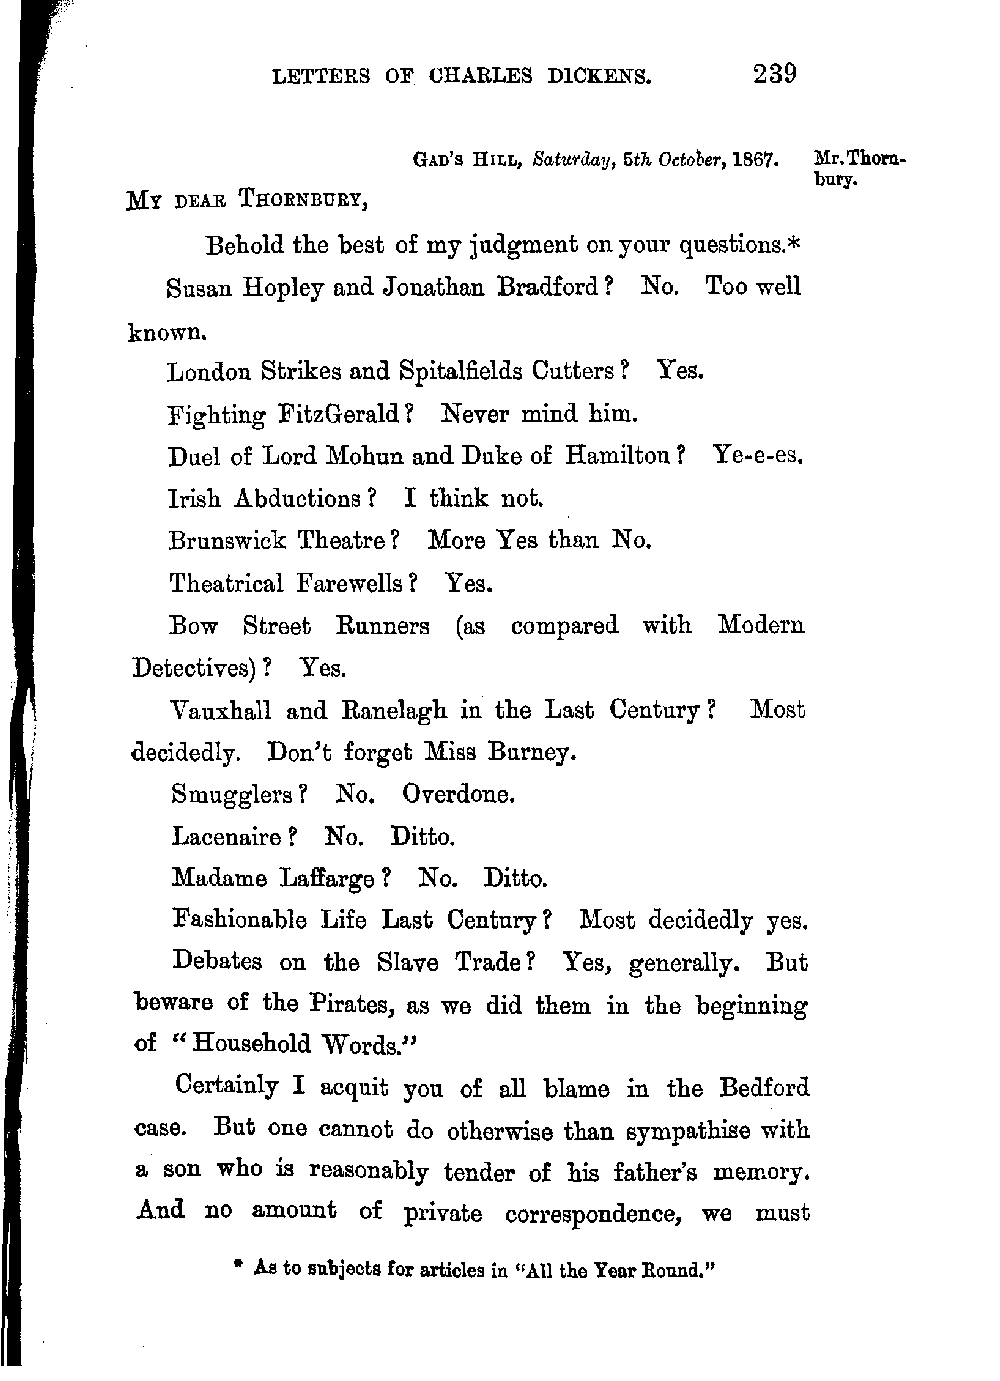 LETTERS OF CHARLES DICKENS. 239
GAD'S HILL, Saturday, 5th October, 1867.
Mr. Thorn-
bury.
MY DEAR THORNBURY,
Behold the best of my judgment on your questions.*
Susan Hopley and Jonathan Bradford? No. Too well
known.
London Strikes and Spitalfields Cutters? Yes.
Fighting FitzGerald? Never mind him.
Duel of Lord Mohun and Duke of Hamilton? Ye-e-es.
Irish Abductions? I think not.
Brunswick Theatre? More Yes than No.
Theatrical Farewells? Yes.
Bow Street Runners (as compared with Modern
Detectives)? Yes.
Vauxhall and Ranelagh in the Last Century? Most
decidedly. Don't forget Miss Burney.
Smugglers? No. Overdone.
Lacenaire? No. Ditto.
Madame Laffarge? No. Ditto.
Fashionable Life Last Century? Most decidedly yes.
Debates on the Slave Trade? Yes, generally. But
beware of the Pirates, as we did them in the beginning
of "Household Words."
Certainly I acquit you of all blame in the Bedford
case. But one cannot do otherwise than sympathise with
a son who is reasonably tender of his father's memory.
And no amount of private correspondence, we must
* As to subjects for articles in "All the Year Round."